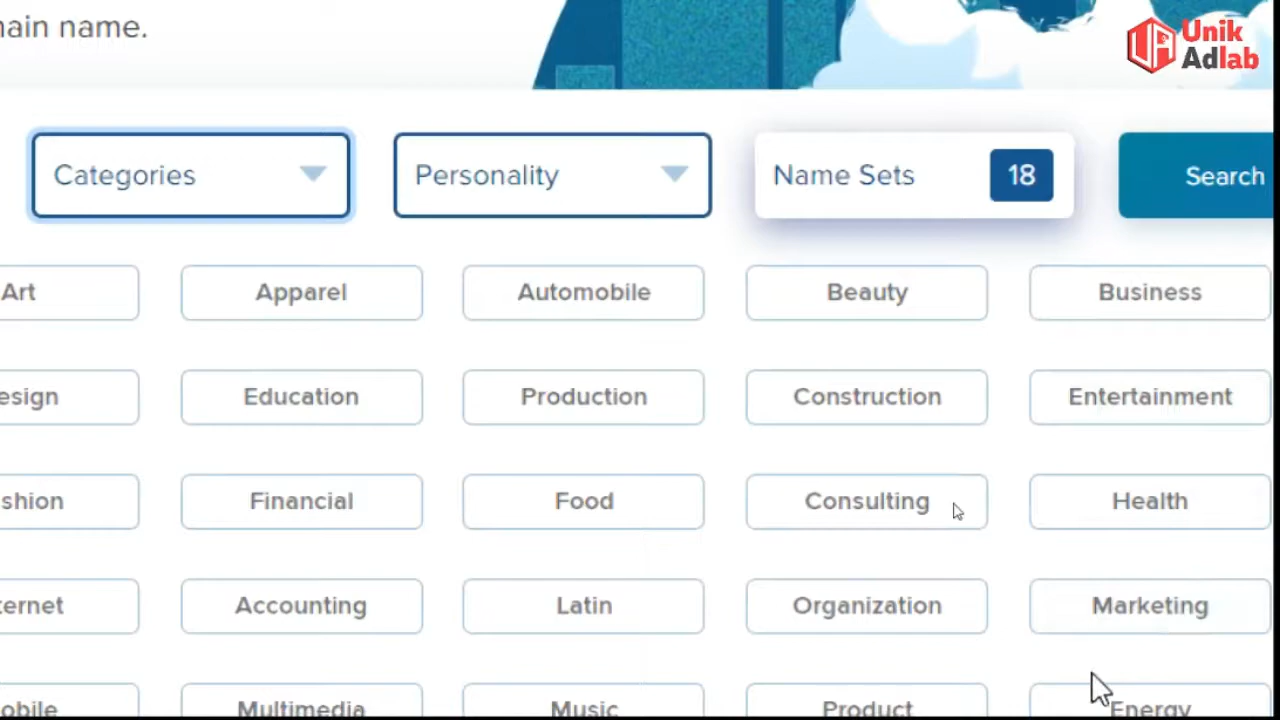 main name.
Unik
Adlab
Categories
Personality
Name Sets 18
Search
Art
Apparel
Automobile
Beauty
Business
esign
Education
Production
Construction
Entertainment
shion
Financial
Food
Consulting
Health
ternet
Accounting
Latin
Organization
Marketing
obile
Multimedia
Music
Product
Energy